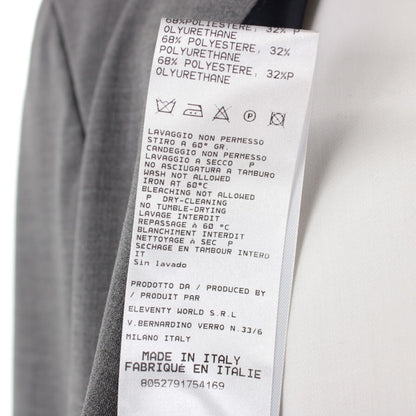 68%POLYESTERE, 32% P
OLYURETHANE
68% POLYESTERE, 32%
POLYURETHANE
68% POLYESTERE, 32%P
OLYURETHANE
LAVAGGIO NON PERMESSO
STIRO A 60° GR.
CANDEGGIO NON PERMESSO
LAVAGGIO A SECCO P
NO ASCIUGATURA A TAMBURO
WASH NOT ALLOWED
IRON AT 60°C
BLEACHING NOT ALLOWED
P DRY-CLEANING
NO TUMBLE-DRYING
LAVAGE INTERDIT
REPASSAGE à 60 °C
BLANCHIMENT INTERDIT
NETTOYAGE à SEC P
SéCHAGE EN TAMBOUR INTERD
IT
Sin lavado
PRODOTTO DA / PRODUCED BY
/ PRODUIT PAR
ELEVENTY WORLD S.R.L
V.BERNARDINO VERRO N.33/6
MILANO ITALY
MADE IN ITALY
FABRIQUÉ EN ITALIE
8052791754169